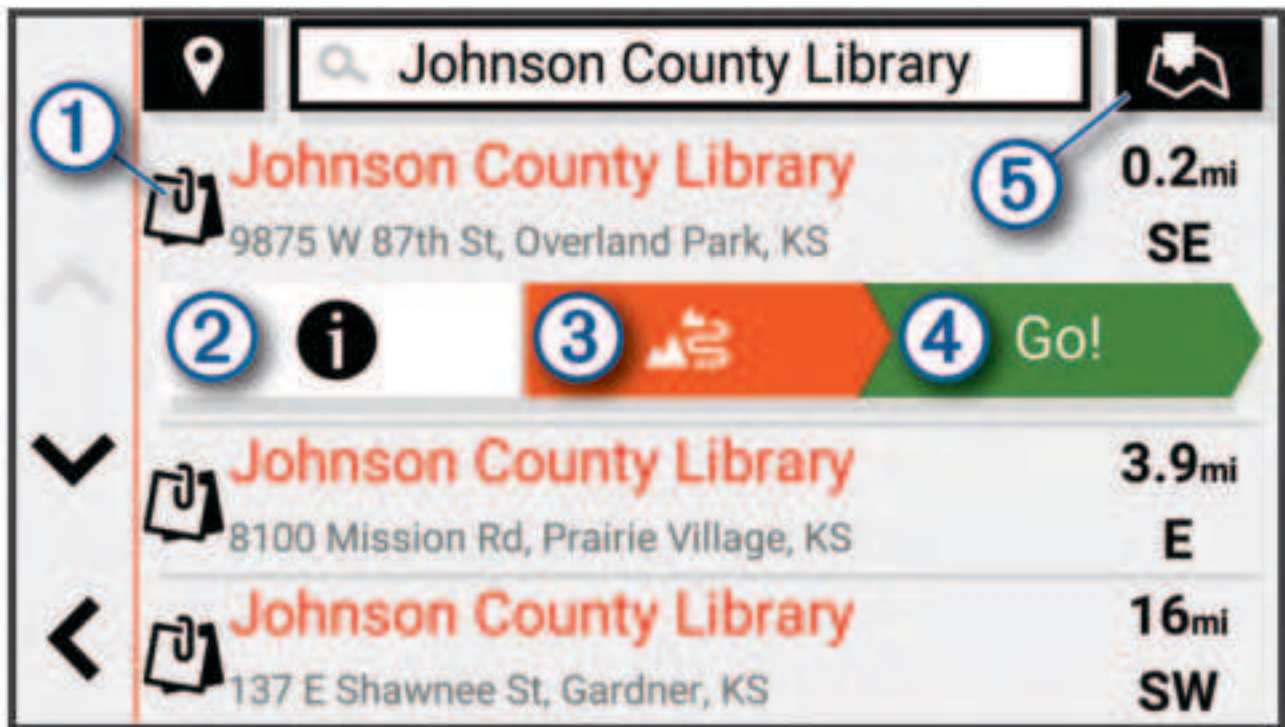 Johnson County Library
1
Johnson County Library
5
0.2mi
9875 W 87th St, Overland Park, KS
SE
2
i
3
4
Go!
Johnson County Library
3.9mi
8100 Mission Rd, Prairie Village, KS
E
Johnson County Library
16mi
137 E Shawnee St, Gardner, KS
SW